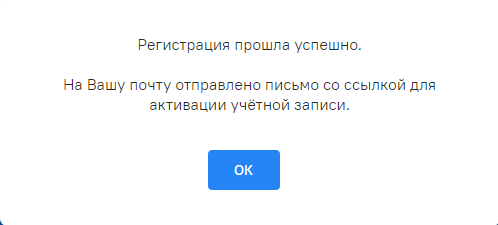 Регистрация прошла успешно.
На Вашу почту отправлено письмо со ссылкой для
активации учётной записи.
ОК